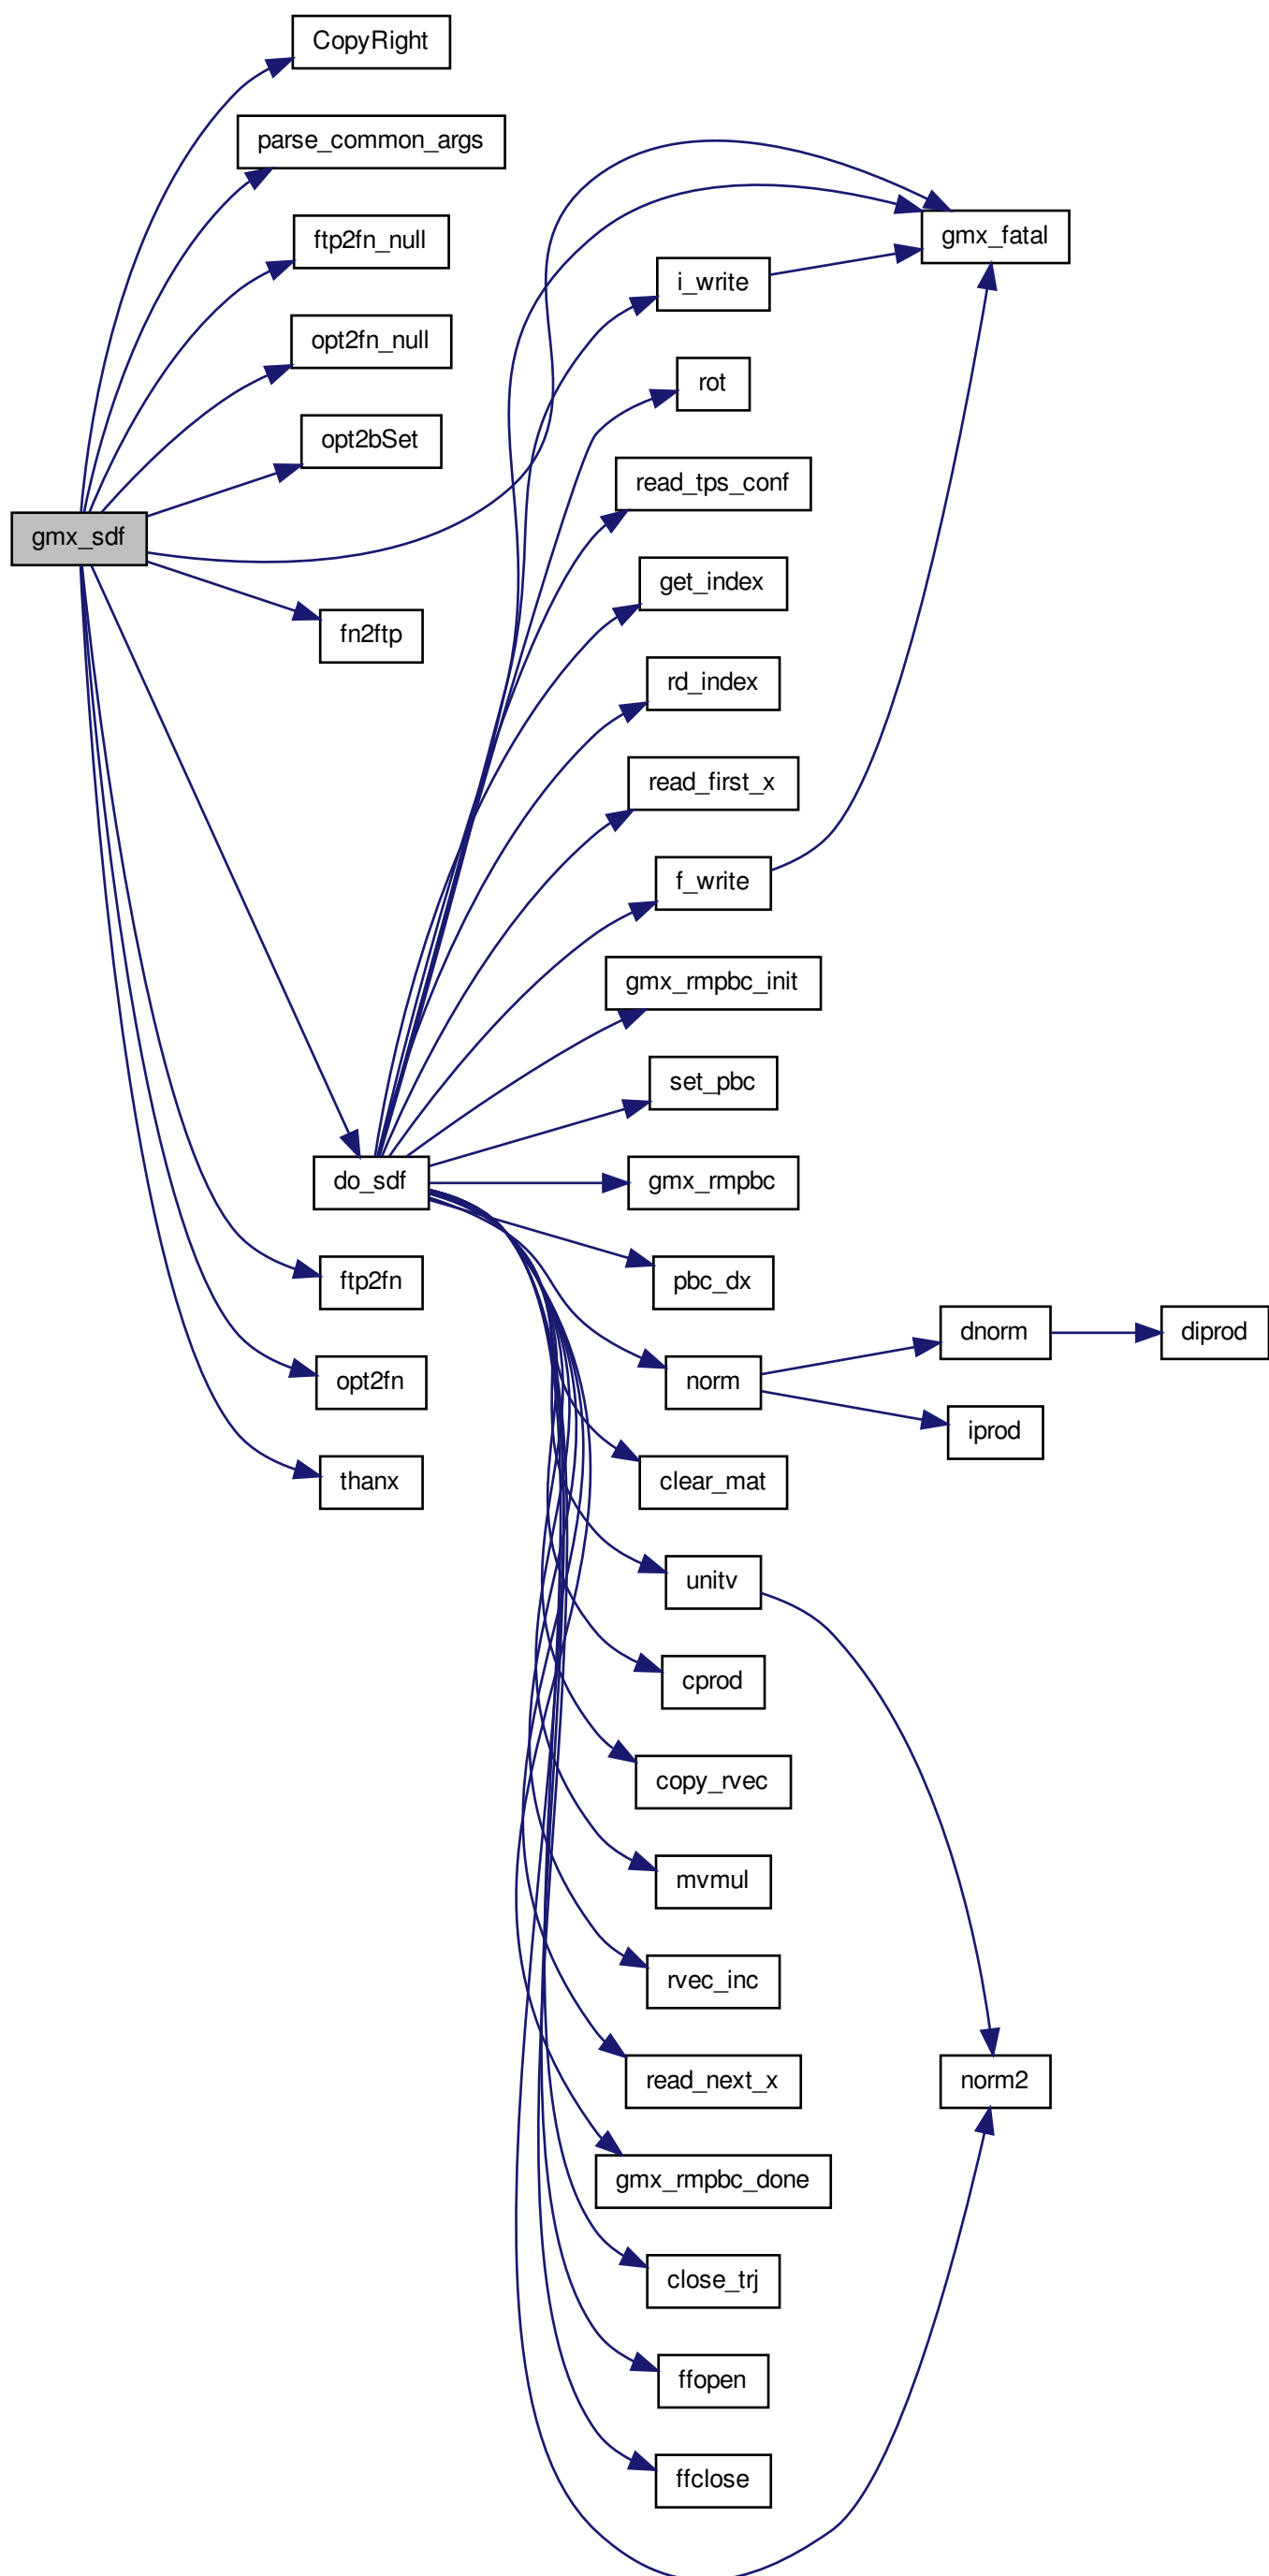 CopyRight
parse_common_args
ftp2fn_null
gmx_fatal
i_write
opt2fn_null
rot
opt2bSet
read_tps_conf
gmx_sdf
get_index
fn2ftp
rd_index
read_first_x
f_write
gmx_rmpbc_init
set_pbc
do_sdf
gmx_rmpbc
ftp2fn
pbc_dx
dnorm
diprod
opt2fn
norm
iprod
thanx
clear_mat
unitv
cprod
copy_rvec
mvmul
rvec_inc
read_next_x
norm2
gmx_rmpbc_done
close_trj
ffopen
ffclose